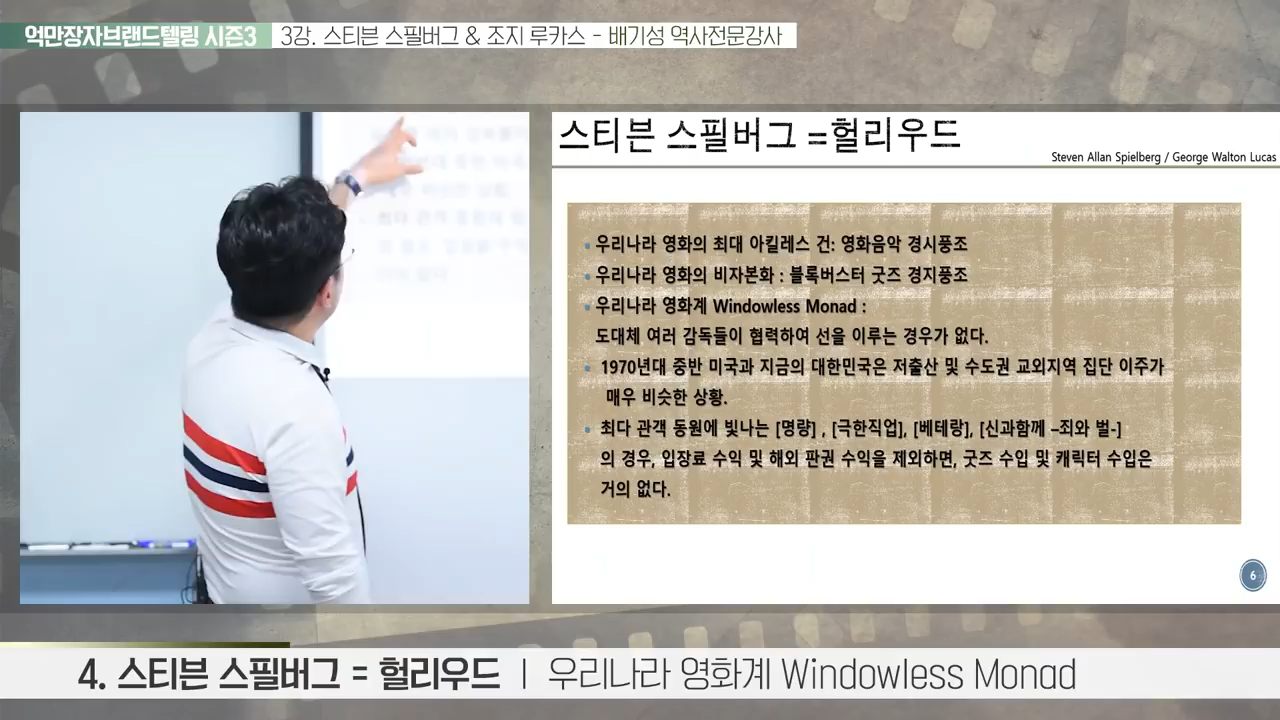 억만장자브랜드텔링 시즌3 3강. 스티븐 스필버그 & 조지 루카스 - 배기성 역사전문강사
스티븐 스필버그 =헐리우드
Steven Allan Spielberg / George Walton Lucas
• 우리나라 영화의 최대 아킬레스 건: 영화음악 경시풍조
• 우리나라 영화의 비자본화 : 블록버스터 굿즈 경지풍조
• 우리나라 영화계 Windowless Monad :
도대체 여러 감독들이 협력하여 선을 이루는 경우가 없다.
• 1970년대 중반 미국과 지금의 대한민국은 저출산 및 수도권 교외지역 집단 이주가
매우 비슷한 상황.
• 최다 관객 동원에 빛나는 [명량] , [극한직업], [베테랑], [신과함께 –죄와 벌-]
의 경우, 입장료 수익 및 해외 판권 수익을 제외하면, 굿즈 수입 및 캐릭터 수입은
거의 없다.
6
4. 스티븐 스필버그 = 헐리우드 | 우리나라 영화계 Windowless Monad